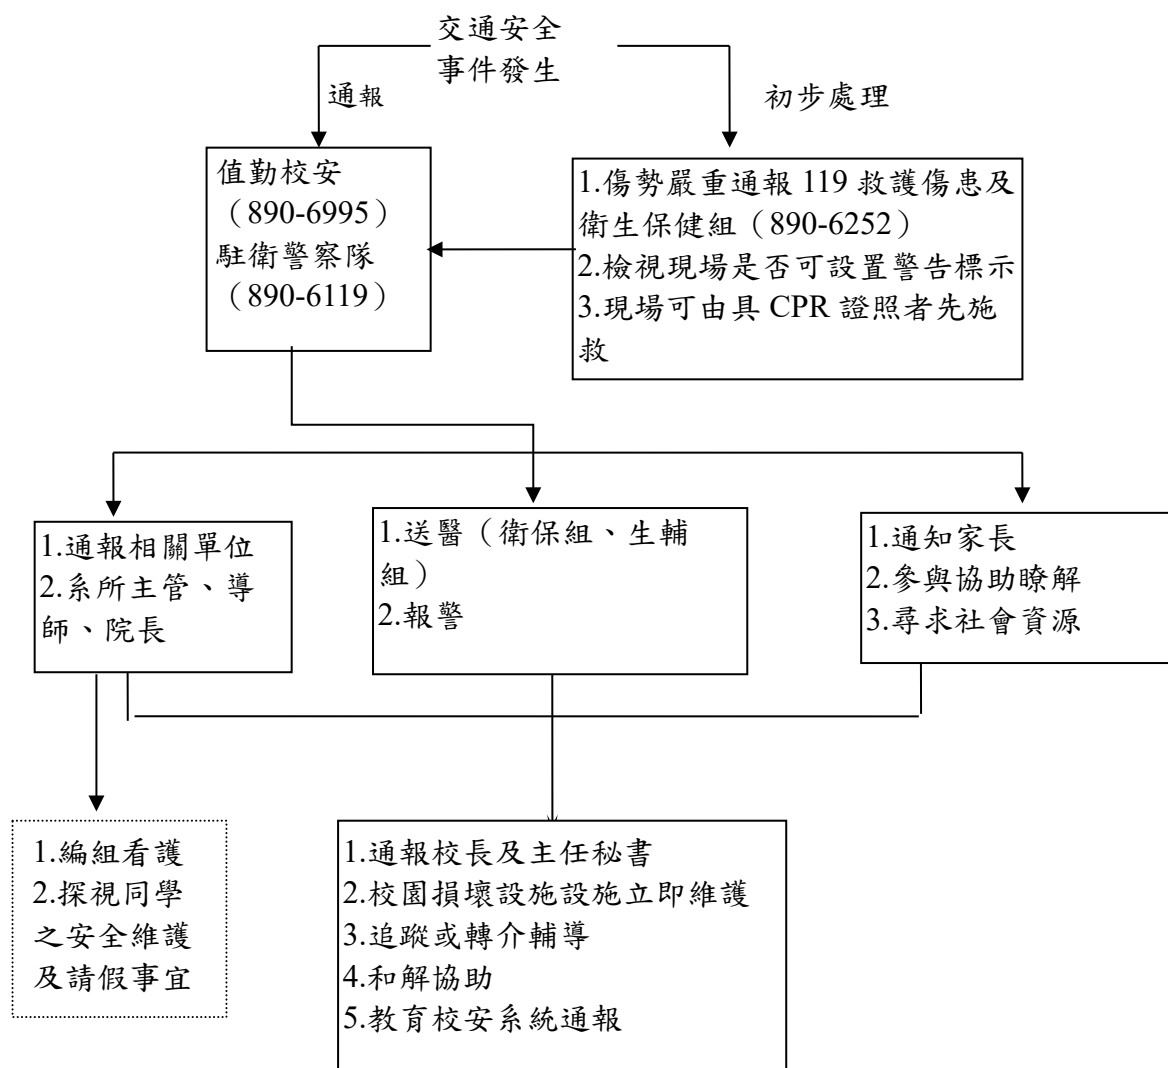 交通安全
事件發生
通報
初步處理
值勤校安
（890-6995）
駐衛警察隊
（890-6119）
1.傷勢嚴重通報 119 救護傷患及
衛生保健組（890-6252）
2.檢視現場是否可設置警告標示
3.現場可由具 CPR 證照者先施
救
1.通報相關單位
2.系所主管、導
師、院長
1.送醫（衛保組、生輔
組）
2.報警
1.通知家長
2.參與協助瞭解
3.尋求社會資源
1.編組看護
2.探視同學
之安全維護
及請假事宜
1.通報校長及主任秘書
2.校園損壞設施設施立即維護
3.追蹤或轉介輔導
4.和解協助
5.教育校安系統通報